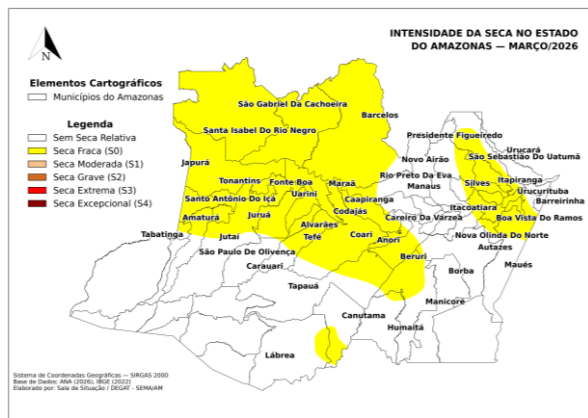 INTENSIDADE DA SECA NO ESTADO
DO AMAZONAS — MARÇO/2026
N
Elementos Cartográficos
Municípios do Amazonas
Legenda
Sem Seca Relativa
Seca Fraca (S0)
Seca Moderada (S1)
Seca Grave (S2)
Seca Extrema (S3)
Seca Excepcional (S4)
São Gabriel Da Cachoeira
Barcelos
Santa Isabel Do Rio Negro
Presidente Figueiredo
Urucará
Japurá
Novo Airão
São Sebastião Do Uatumã
Rio Preto Da Eva
Tonantins
Fonte Boa
Maraã
Manaus
Silves
Itapiranga
Uarini
Urucurituba
Santo Antônio Do Içá
Caapiranga
Barreirinha
Amaturá
Juruá
Codajás
Itacoatiara
Alvarães
Careiro Da Várzea
Boa Vista Do Ramos
Tabatinga
Jutaí
Tefé
Coari
Anori
Nova Olinda Do Norte
Autazes
São Paulo De Olivença
Beruri
Maués
Carauari
Borba
Tapauá
Manicoré
Canutama
Humaitá
Lábrea
Sistema de Coordenadas Geográficas — SIRGAS 2000
Base de Dados: ANA (2026), IBGE (2022)
Elaborado por: Sala de Situação / DEGAT - SEMA/AM